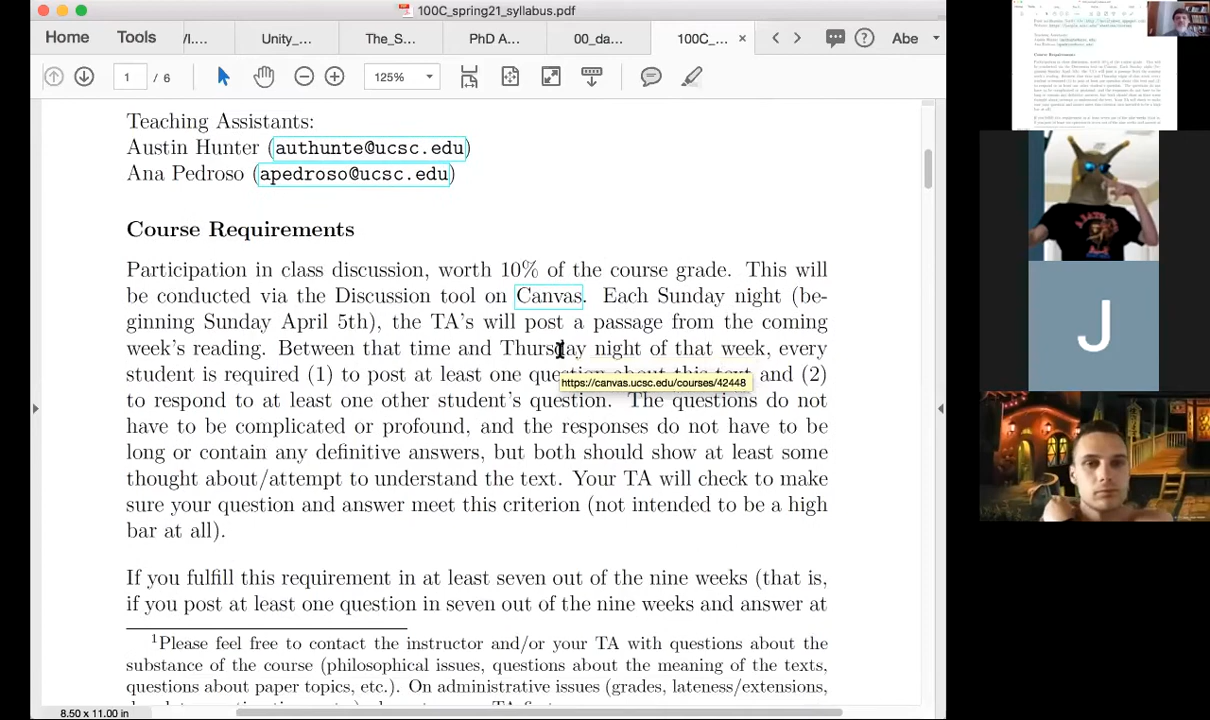 100C_spring21_syllabus.pdf
Home Tools /I.... Unity_... PhDA_... O_da... 100C_... × Abe
1 / 6 125%
Teaching Assistants:
Austin Hunter (authunte@ucsc.edu)
Ana Pedroso (apedroso@ucsc.edu)
Course Requirements
Participation in class discussion, worth 10% of the course grade. This will
be conducted via the Discussion tool on Canvas. Each Sunday night (be-
ginning Sunday April 5th), the TA's will post a passage from the coming
week's reading. Between that time and Thursday night of that week, every
student is required (1) to post at least one question about this text and (2)
https://canvas.ucsc.edu/courses/42448
to respond to at least one other student's question. The questions do not
have to be complicated or profound, and the responses do not have to be
long or contain any definitive answers, but both should show at least some
thought about/attempt to understand the text. Your TA will check to make
sure your question and answer meet this criterion (not intended to be a high
bar at all).
If you fulfill this requirement in at least seven out of the nine weeks (that is,
if you post at least one question in seven out of the nine weeks and answer at
1Please feel free to contact the instructor and/or your TA with questions about the
substance of the course (philosophical issues, questions about the meaning of the texts,
questions about paper topics, etc.). On administrative issues (grades, lateness/extensions,
8.50 x 11.00 in
J